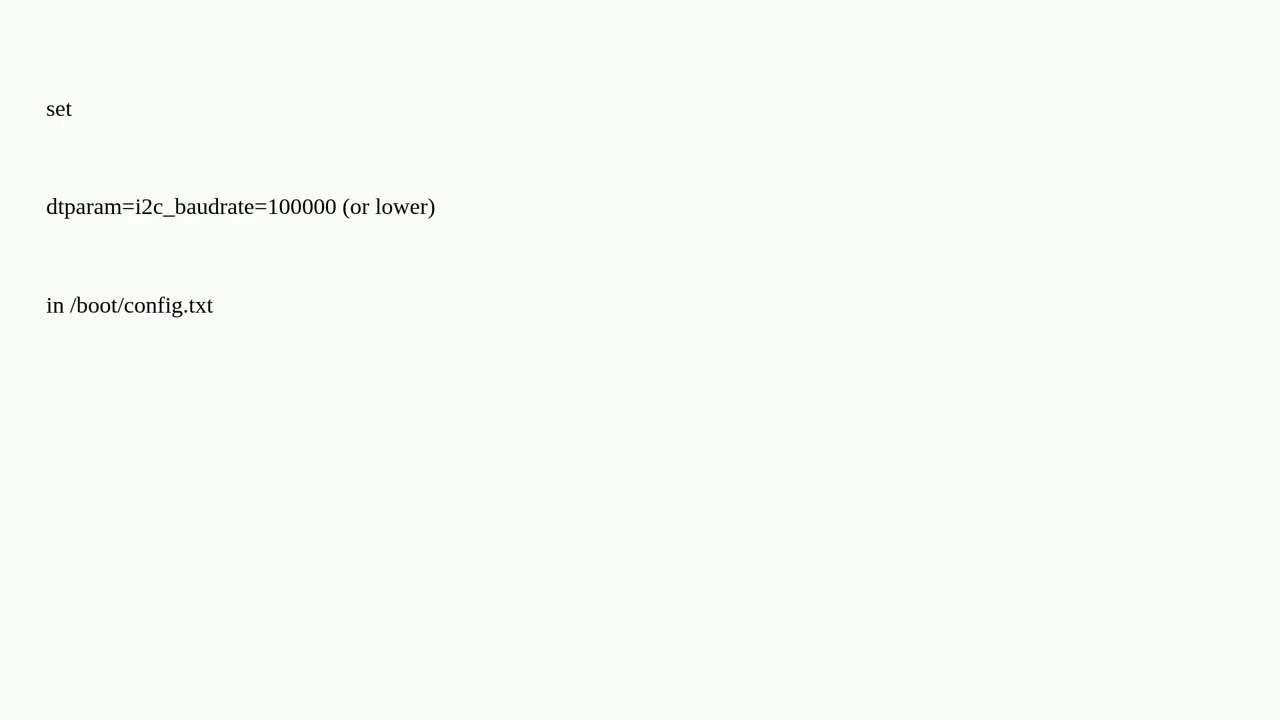 set
dtparam=i2c_baudrate=100000 (or lower)
in /boot/config.txt